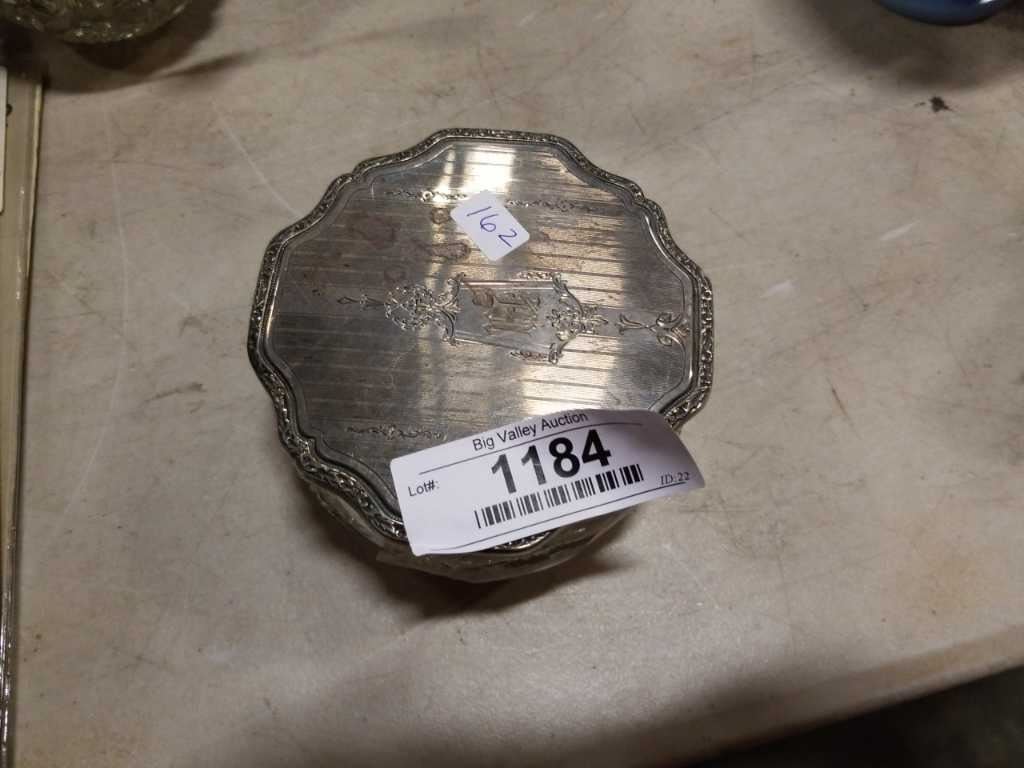 162
Big Valley Auction
Lot#: 1184
ID:22